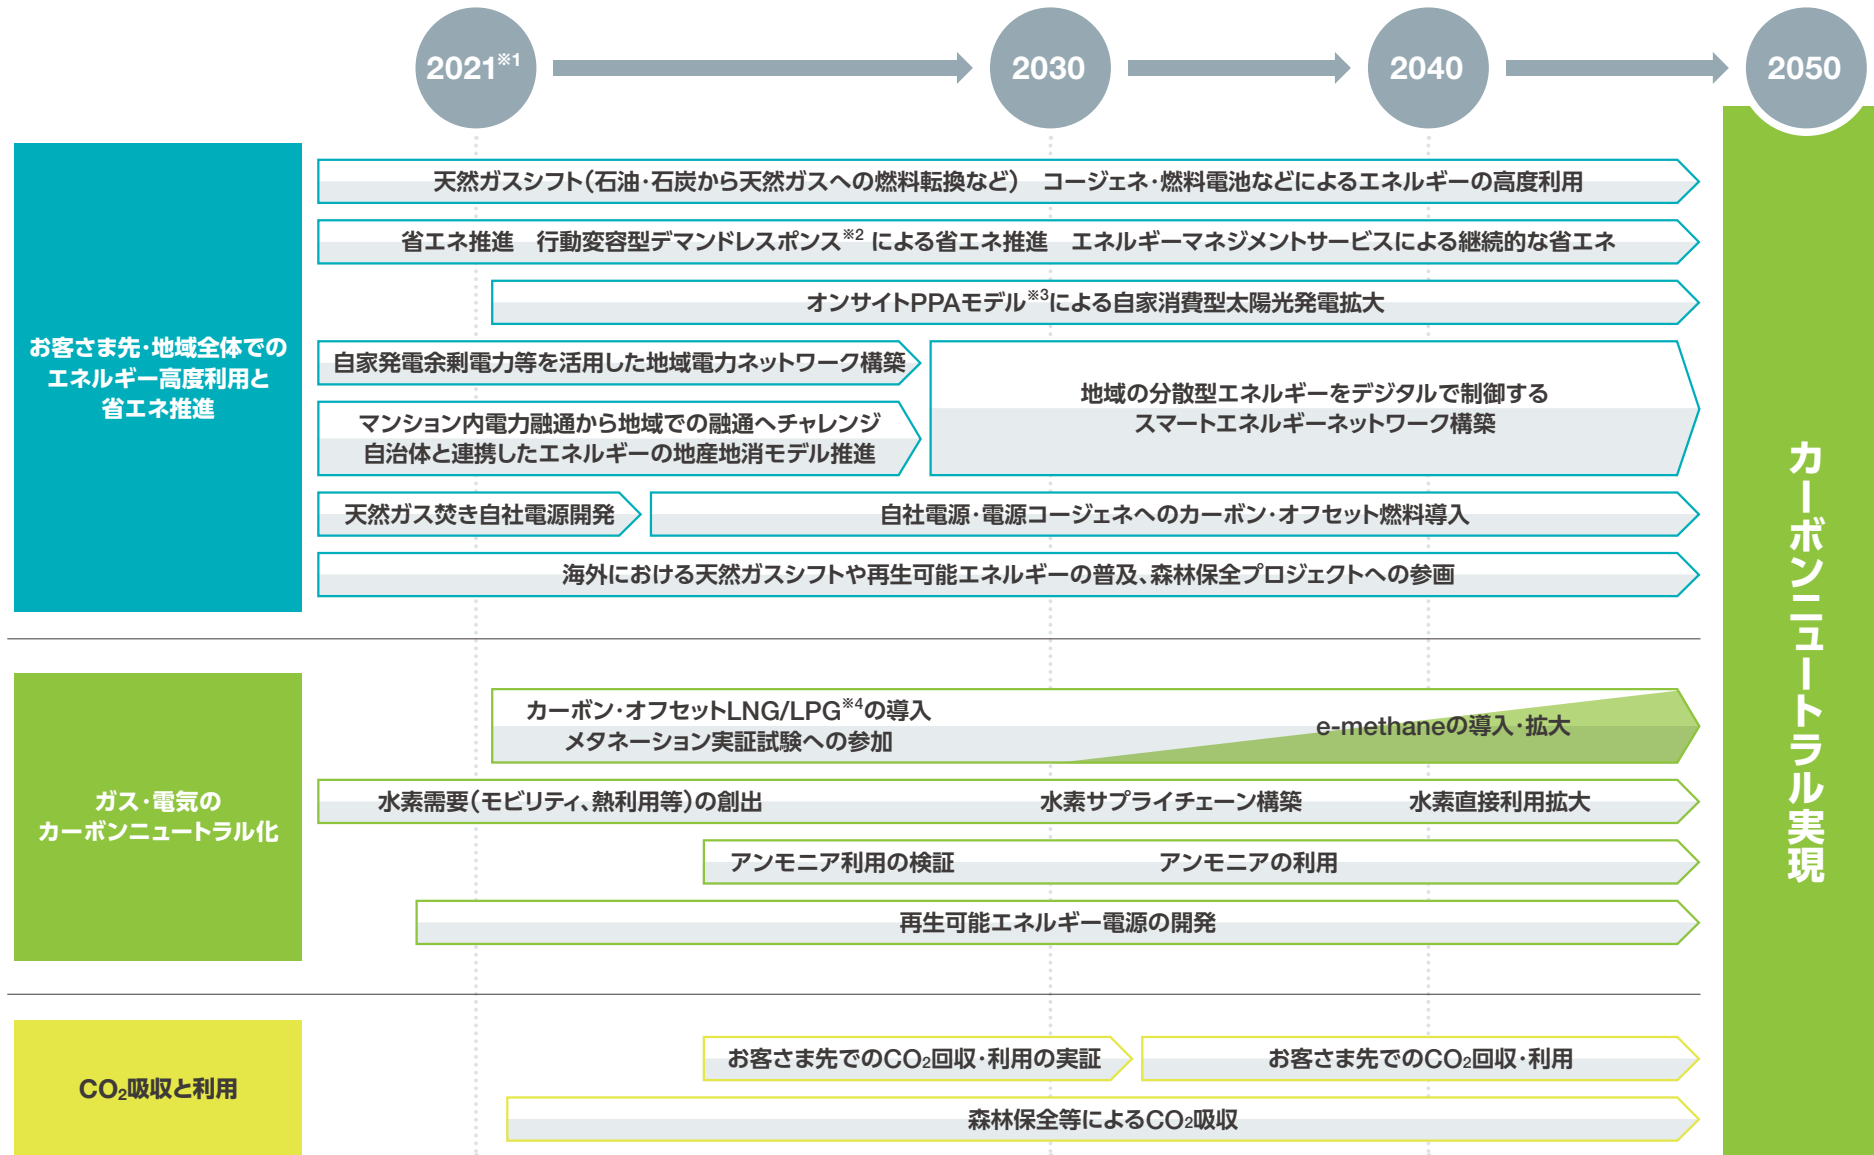 2021※1
2030
2040
2050
お客さま先・地域全体での
エネルギー高度利用と
省エネ推進
天然ガスシフト（石油・石炭から天然ガスへの燃料転換など）　コージェネ・燃料電池などによるエネルギーの高度利用
省エネ推進　行動変容型デマンドレスポンス※2 による省エネ推進　エネルギーマネジメントサービスによる継続的な省エネ
オンサイトPPAモデル※3による自家消費型太陽光発電拡大
自家発電余剰電力等を活用した地域電力ネットワーク構築
マンション内電力融通から地域での融通へチャレンジ
自治体と連携したエネルギーの地産地消モデル推進
地域の分散型エネルギーをデジタルで制御する
スマートエネルギーネットワーク構築
天然ガス焚き自社電源開発
自社電源・電源コージェネへのカーボン・オフセット燃料導入
海外における天然ガスシフトや再生可能エネルギーの普及、森林保全プロジェクトへの参画
ガス・電気の
カーボンニュートラル化
カーボン・オフセットLNG/LPG※4の導入
メタネーション実証試験への参加
e-methaneの導入・拡大
水素需要（モビリティ、熱利用等）の創出
水素サプライチェーン構築
水素直接利用拡大
アンモニア利用の検証
アンモニアの利用
再生可能エネルギー電源の開発
CO₂吸収と利用
お客さま先でのCO₂回収・利用の実証
お客さま先でのCO₂回収・利用
森林保全等によるCO₂吸収
カーボンニュートラル実現